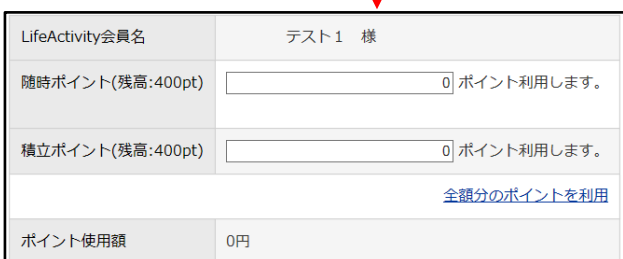 LifeActivity会員名 テスト１　様
随時ポイント(残高:400pt) 0 ポイント利用します。
積立ポイント(残高:400pt) 0 ポイント利用します。
全額分のポイントを利用
ポイント使用額 0円